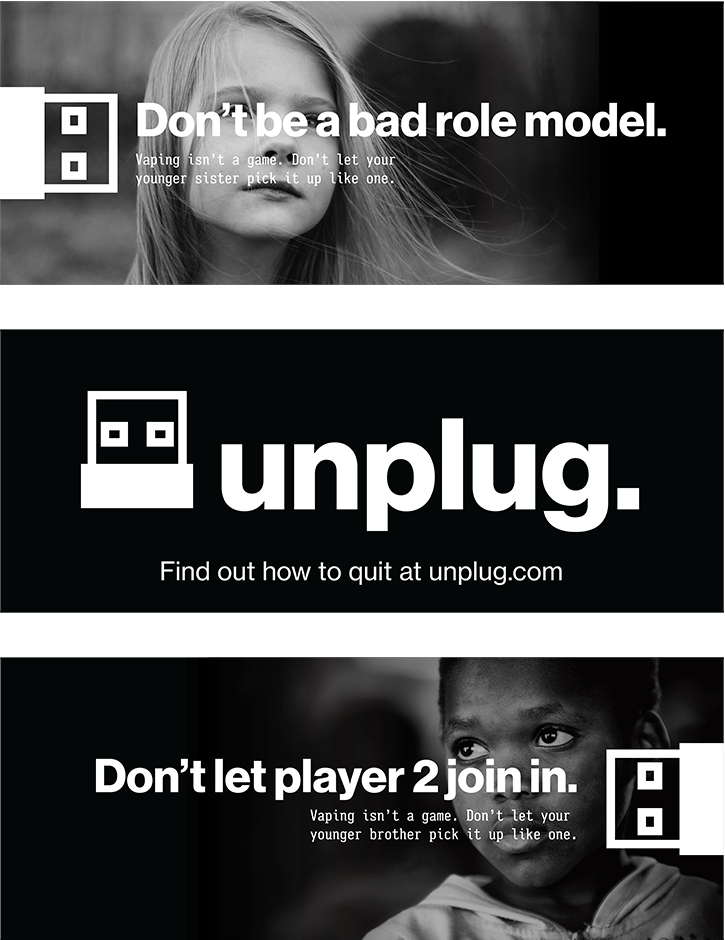 Don't be a bad role model.
Vaping isn't a game. Don't let your
younger sister pick it up like one.
unplug.
Find out how to quit at unplug.com
Don't let player 2 join in.
Vaping isn't a game. Don't let your
younger brother pick it up like one.